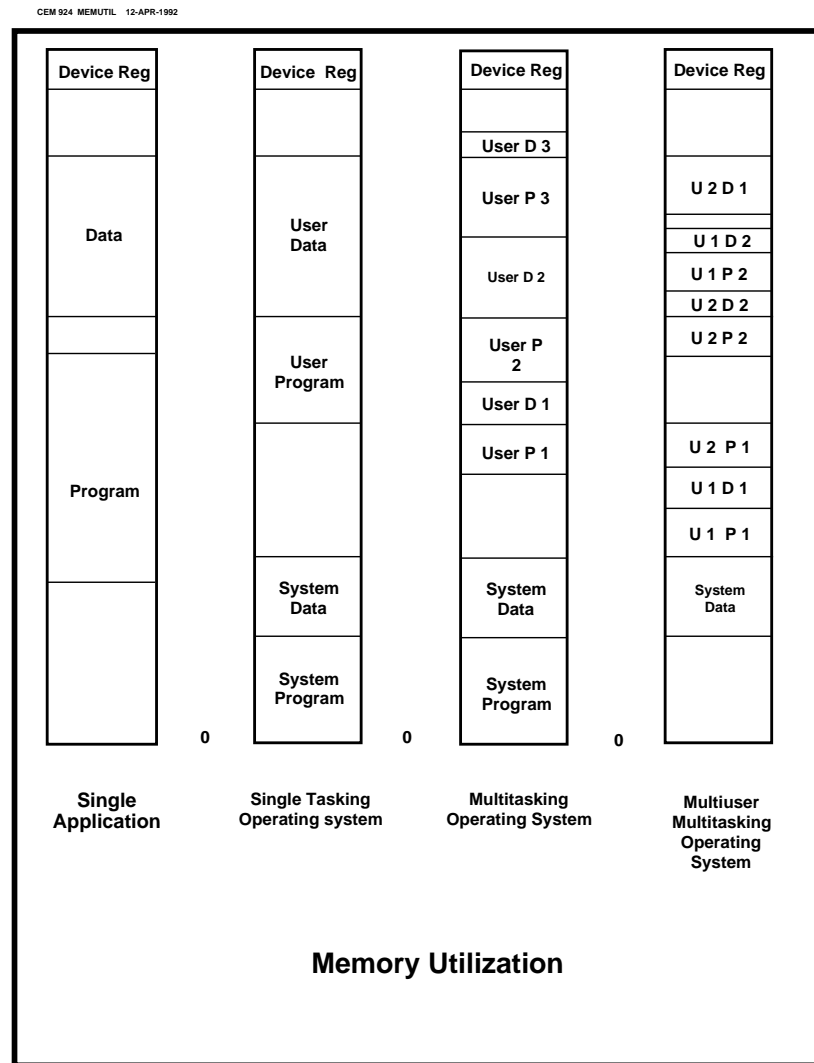 CEM 924 MEMUTIL 12-APR-1992
Device Reg
Data
Program
Single
Application
Device Reg
User
Data
User
Program
System
Data
System
Program
0
Single Tasking
Operating system
Device Reg
User D 3
User P 3
User D 2
User P
2
User D 1
User P 1
System
Data
System
Program
0
Multitasking
Operating System
Device Reg
U 2 D 1
U 1 D 2
U 1 P 2
U 2 D 2
U 2 P 2
U 2 P 1
U 1 D 1
U 1 P 1
System
Data
0
Multiuser
Multitasking
Operating
System
Memory Utilization